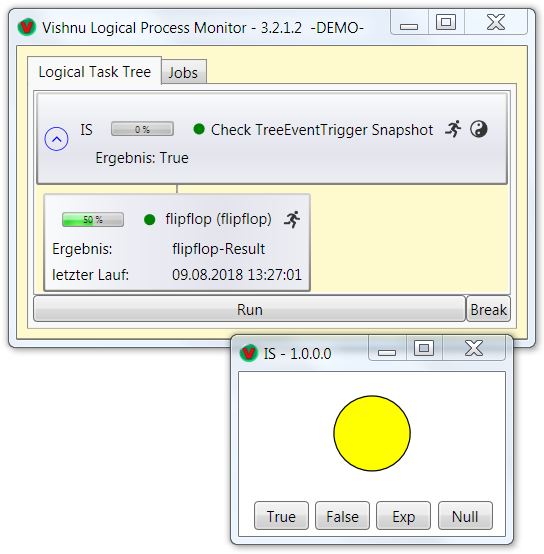 Vishnu Logical Process Monitor - 3.2.1.2 -DEMO-
Logical Task Tree Jobs
IS 0 % Check TreeEventTrigger Snapshot
Ergebnis: True
50 % flipflop (flipflop)
Ergebnis: flipflop-Result
letzter Lauf: 09.08.2018 13:27:01
Run Break
IS - 1.0.0.0
True False Exp Null